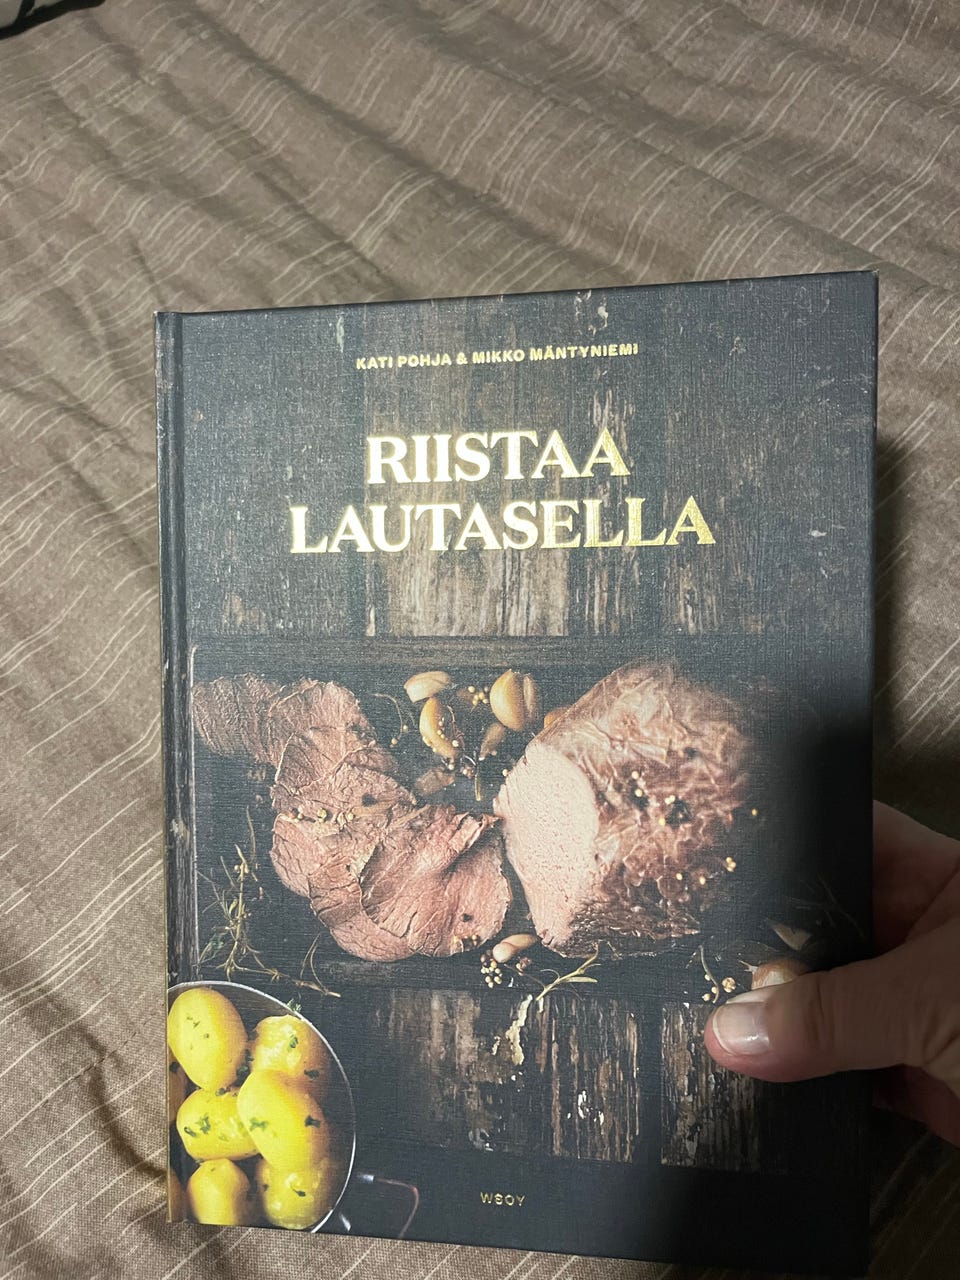 KATI POHJA & MIKKO MÄNTYNIEMI
RIISTAA
LAUTASELLA
WSOY